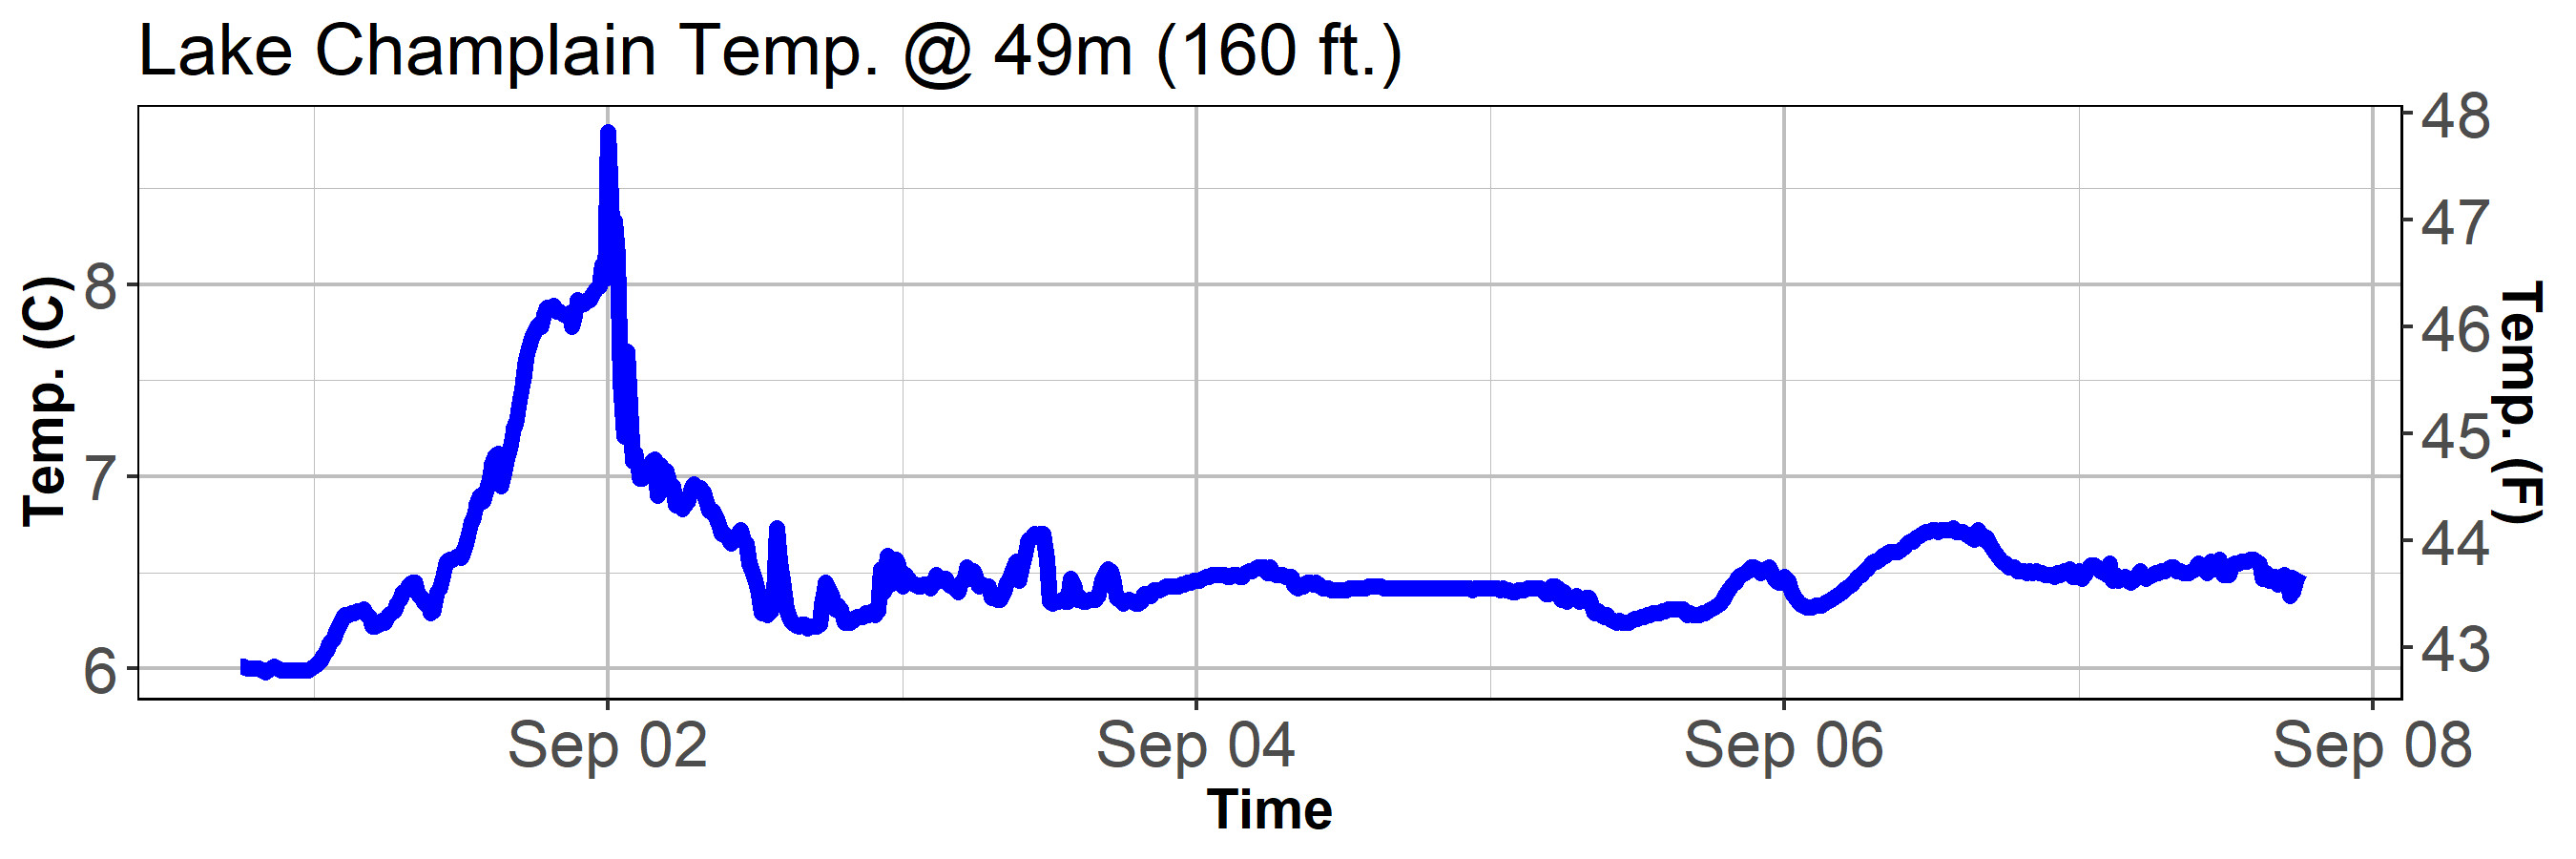 Lake Champlain Temp. @ 49m (160 ft.)
Temp. (C)
8
7
6
48
47
46
45
44
43
Temp. (F)
Sep 02 Sep 04 Sep 06 Sep 08
Time